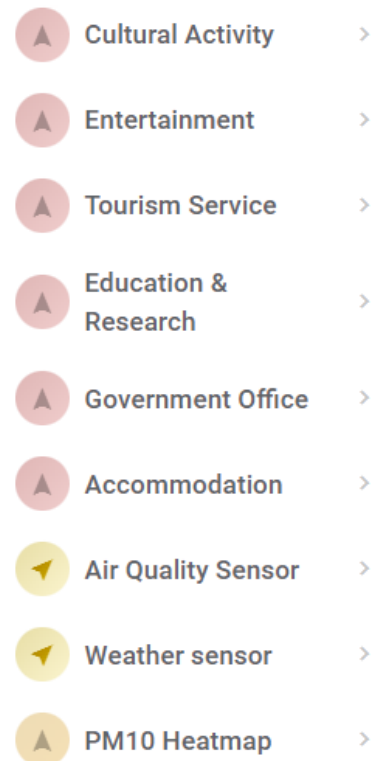 Cultural Activity
Entertainment
Tourism Service
Education &
Research
Government Office
Accommodation
Air Quality Sensor
Weather sensor
PM10 Heatmap